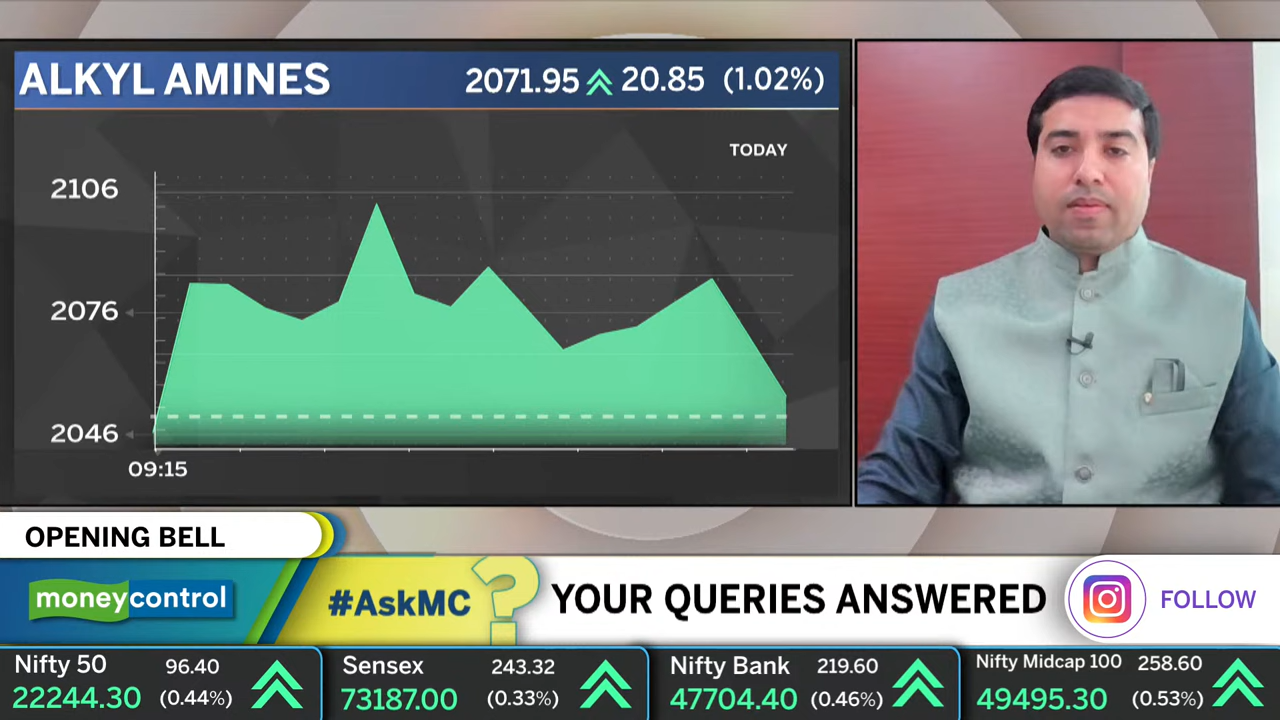 ALKYL AMINES 2071.95 20.85 (1.02%)
TODAY
2106
2076
2046
09:15
OPENING BELL
moneycontrol
#AskMC ?
YOUR QUERIES ANSWERED
FOLLOW
Nifty 50 96.40
22244.30 (0.44%)
Sensex 243.32
73187.00 (0.33%)
Nifty Bank 219.60
47704.40 (0.46%)
Nifty Midcap 100 258.60
49495.30 (0.53%)